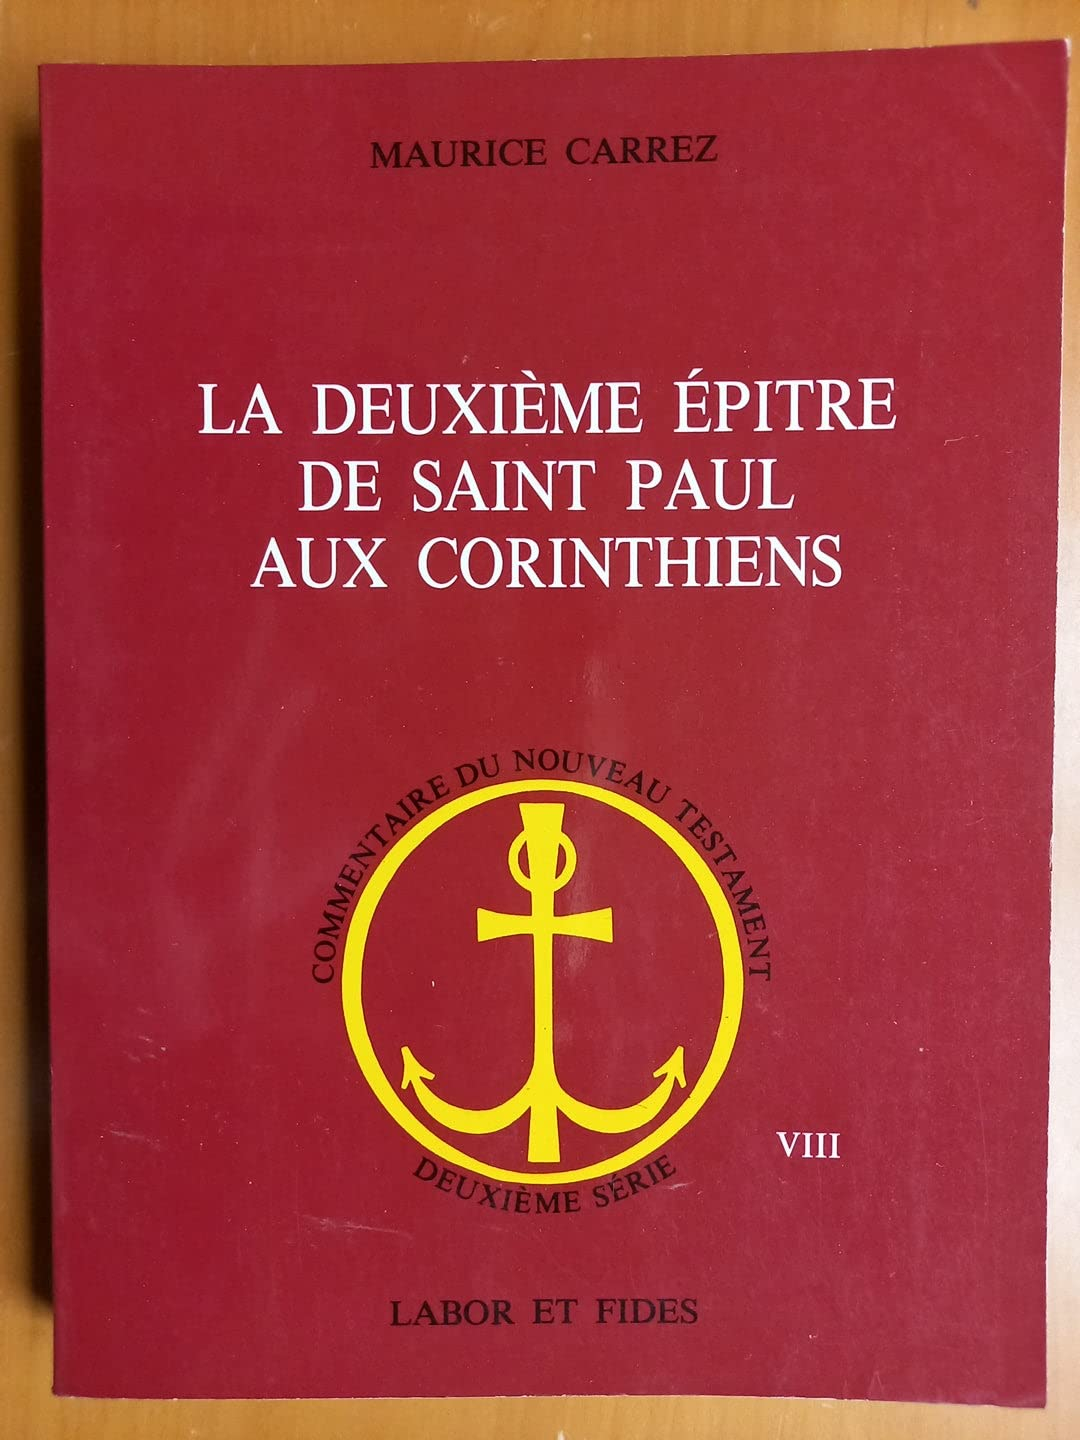 MAURICE CARREZ
LA DEUXIÈME ÉPITRE
DE SAINT PAUL
AUX CORINTHIENS
COMMENTAIRE DU NOUVEAU TESTAMENT
DEUXIÈME SÉRIE
VIII
LABOR ET FIDES